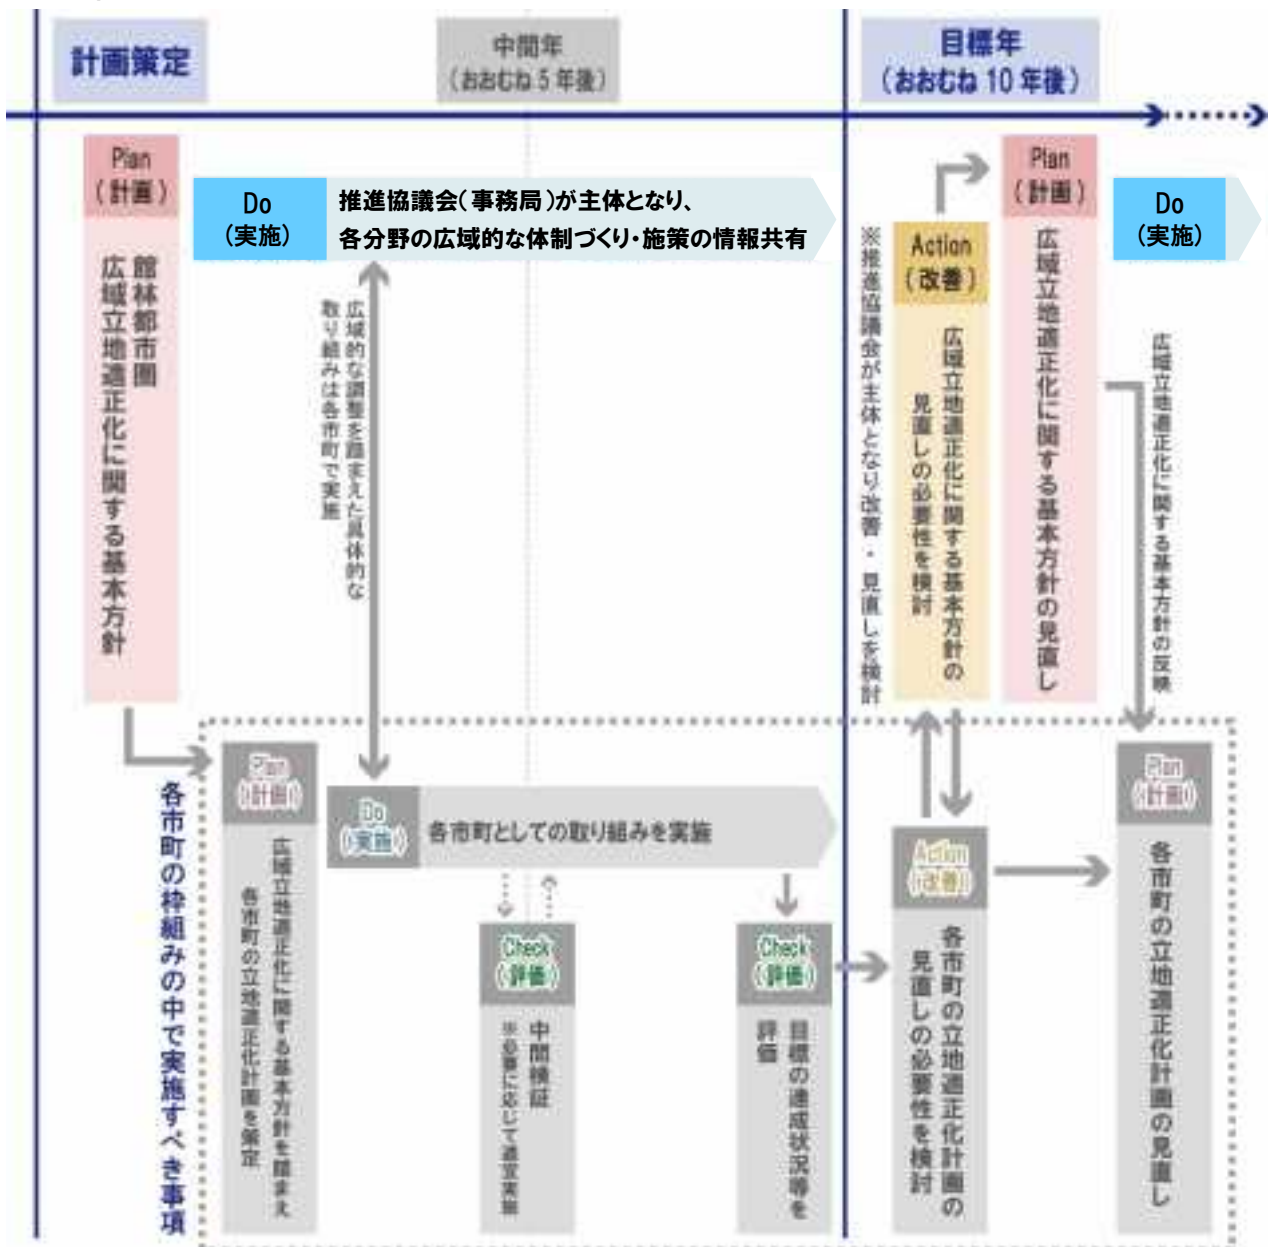 計画策定
中間年
（おおむね 5 年後）
目標年
（おおむね 10 年後）
Plan
（計画）
館林都市圏
広域立地適正化に関する基本方針
Do
(実施)
推進協議会（事務局）が主体となり、
各分野の広域的な体制づくり・施策の情報共有
広域的な調整を踏まえた具体的な
取り組みは各市町で実施
※推進協議会が主体となり改善・見直しを検討
Action
（改善）
広域立地適正化に関する基本方針の
見直しの必要性を検討
Plan
（計画）
広域立地適正化に関する基本方針の見直し
Do
(実施)
広域立地適正化に関する基本方針の反映
各市町の枠組みの中で実施すべき事項
Plan
（計画）
広域立地適正化に関する基本方針を踏まえ
各市町の立地適正化計画を策定
Do
（実施）
各市町としての取り組みを実施
Check
（評価）
中間検証
※必要に応じて適宜実施
Check
（評価）
目標の達成状況等を
評価
Action
（改善）
各市町の立地適正化計画の
見直しの必要性を検討
Plan
（計画）
各市町の立地適正化計画の見直し